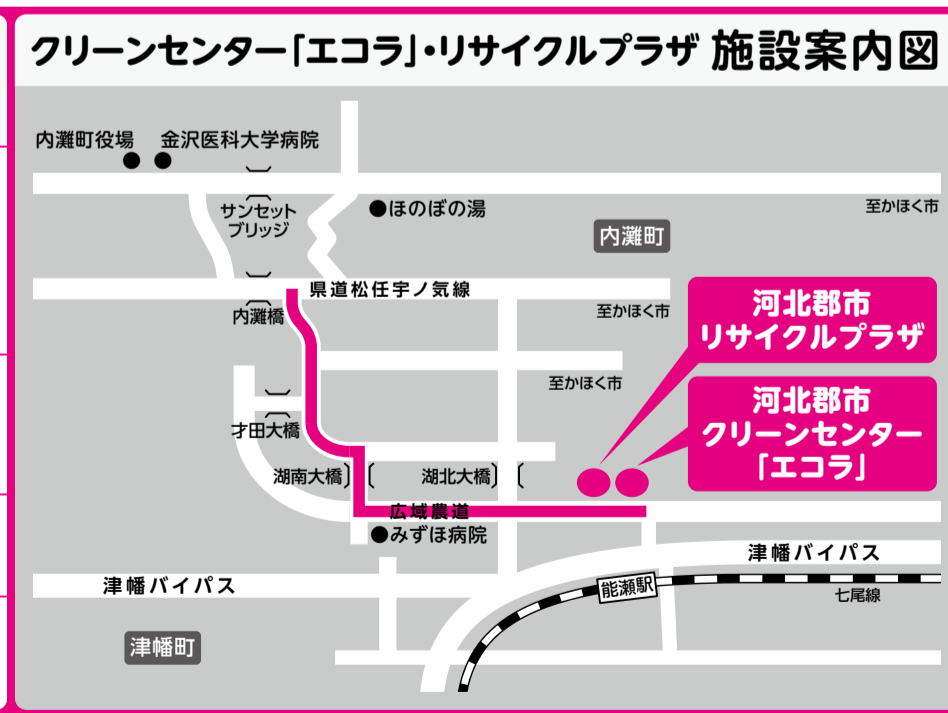 クリーンセンター「エコラ」・リサイクルプラザ 施設案内図
内灘町役場
金沢医科大学病院
サンセット
ブリッジ
●ほのぼの湯
至かほく市
内灘町
県道松任宇ノ気線
内灘橋
至かほく市
河北郡市
リサイクルプラザ
至かほく市
河北郡市
クリーンセンター
「エコラ」
才田大橋
湖南大橋
湖北大橋
広域農道
●みずほ病院
津幡バイパス
津幡バイパス
能瀬駅
七尾線
津幡町